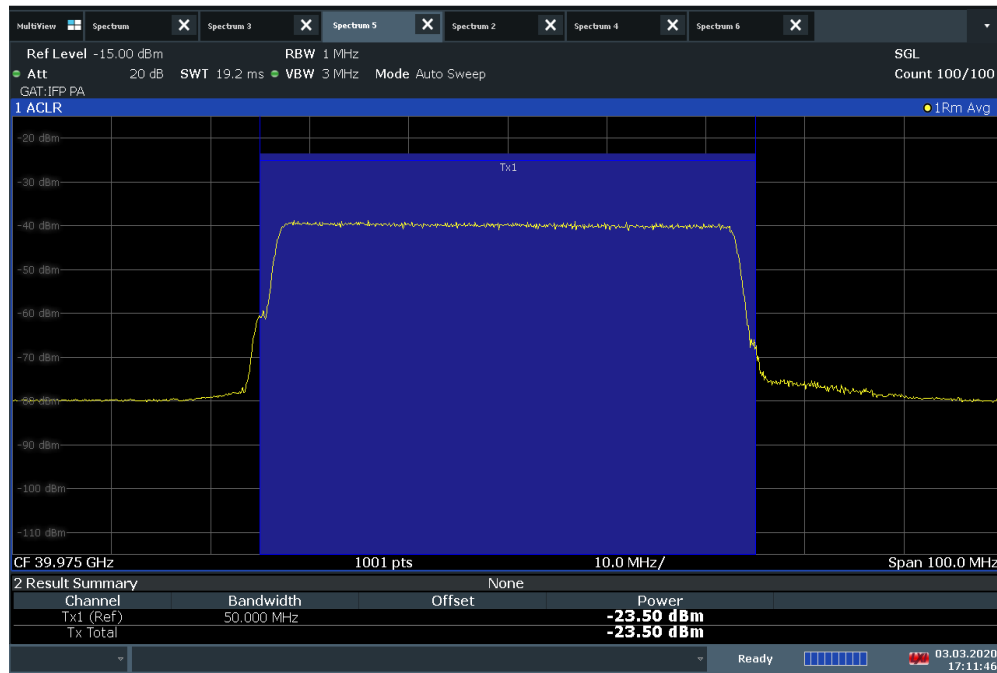 MultiView Spectrum Spectrum 3 Spectrum 5 Spectrum 2 Spectrum 4 Spectrum 6
Ref Level -15.00 dBm RBW 1 MHz SGL
Att 20 dB SWT 19.2 ms VBW 3 MHz Mode Auto Sweep Count 100/100
GAT:IFP PA
1 ACLR 1Rm Avg
-20 dBm
Tx1
-30 dBm
-40 dBm
-50 dBm
-60 dBm
-70 dBm
-80 dBm
-90 dBm
-100 dBm
-110 dBm
CF 39.975 GHz 1001 pts 10.0 MHz/ Span 100.0 MHz
2 Result Summary None
Channel Bandwidth Offset Power
Tx1 (Ref) 50.000 MHz -23.50 dBm
Tx Total -23.50 dBm
Ready 03.03.2020
17:11:46